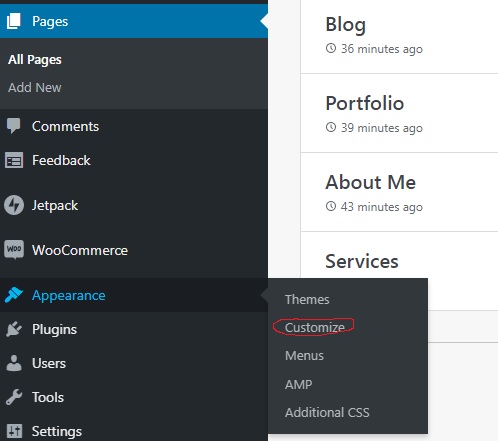 Pages
All Pages
Add New
Comments
Feedback
Jetpack
WOO
WooCommerce
Appearance
Plugins
Users
Tools
Settings
Blog
36 minutes ago
Portfolio
39 minutes ago
About Me
43 minutes ago
Services
Themes
Customize
Menus
AMP
Additional CSS